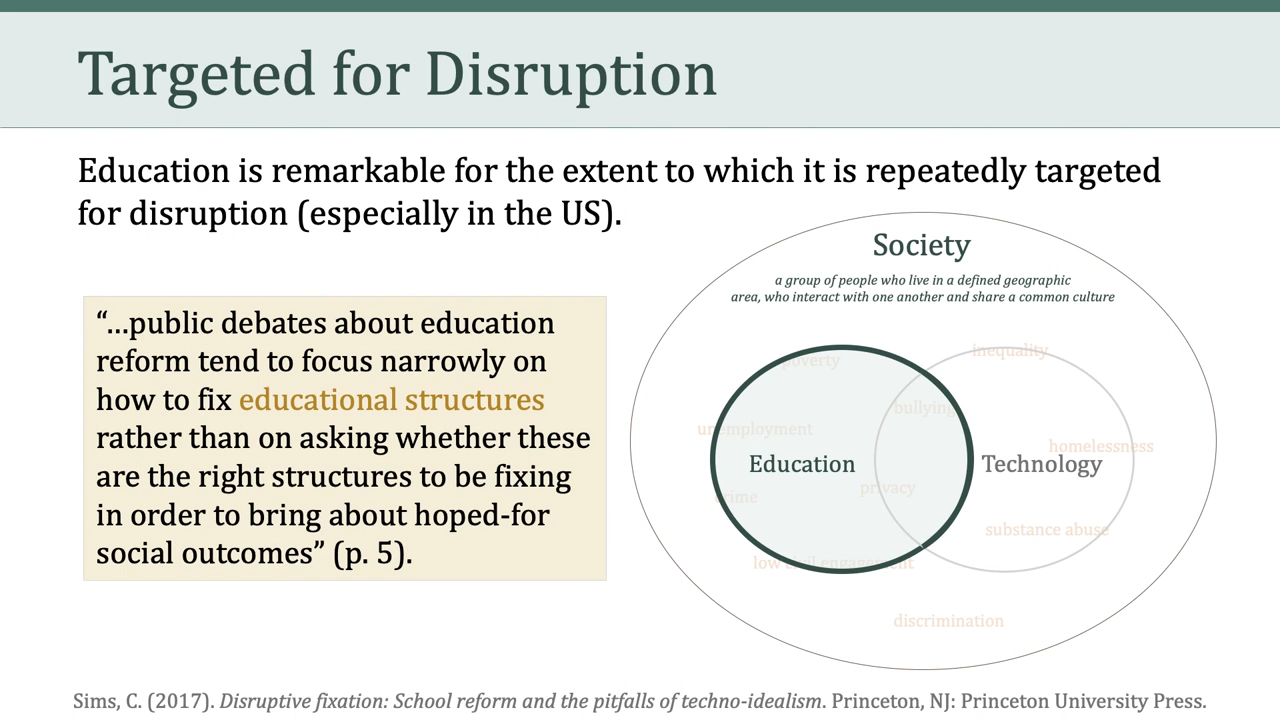 Targeted for Disruption
Education is remarkable for the extent to which it is repeatedly targeted
for disruption (especially in the US).
“…public debates about education
reform tend to focus narrowly on
how to fix educational structures
rather than on asking whether these
are the right structures to be fixing
in order to bring about hoped-for
social outcomes” (p. 5).
Society
a group of people who live in a defined geographic
area, who interact with one another and share a common culture
poverty
inequality
bullying
unemployment
homelessness
Education
Technology
privacy
crime
substance abuse
low civil engagement
discrimination
Sims, C. (2017). Disruptive fixation: School reform and the pitfalls of techno-idealism. Princeton, NJ: Princeton University Press.